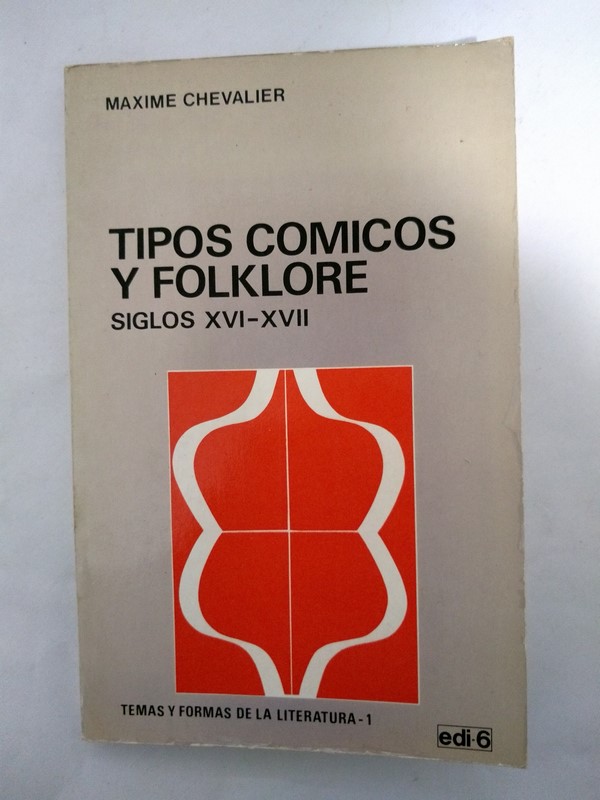 MAXIME CHEVALIER
TIPOS COMICOS
Y FOLKLORE
SIGLOS XVI-XVII
TEMAS Y FORMAS DE LA LITERATURA-1
edi·6